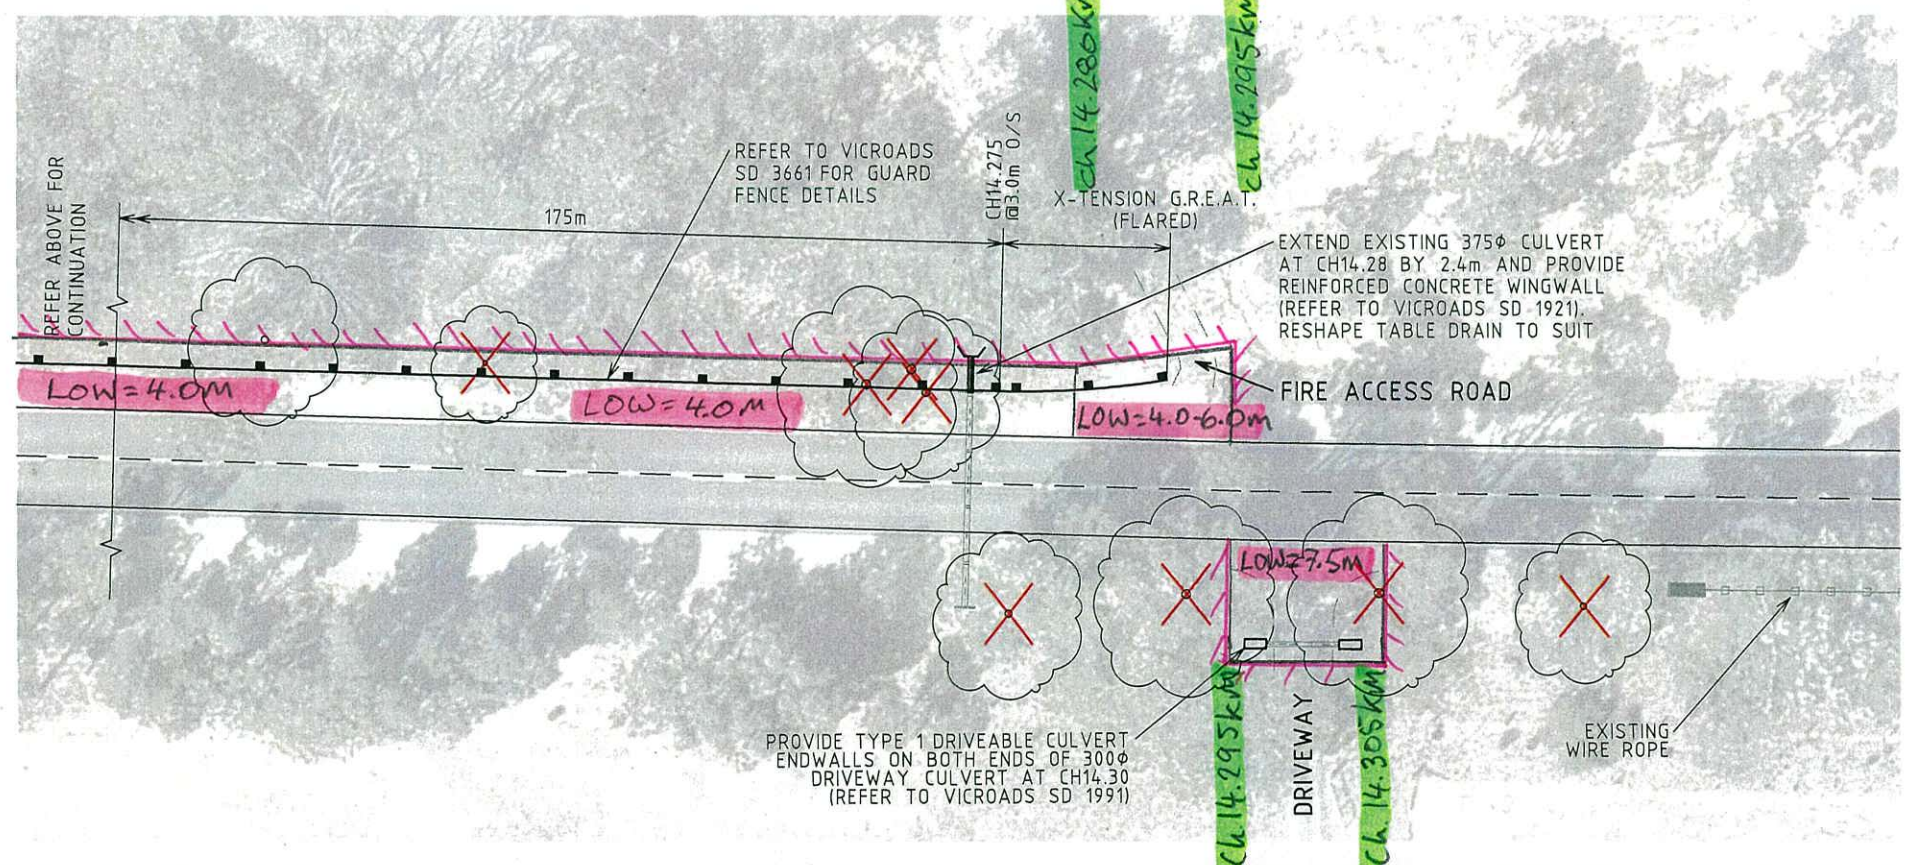 ch.14.280km
ch.14.295km
REFER ABOVE FOR
CONTINUATION
REFER TO VICROADS
SD 3661 FOR GUARD
FENCE DETAILS
175m
CH14.275
@3.0m O/S
X-TENSION G.R.E.A.T.
(FLARED)
EXTEND EXISTING 375ϕ CULVERT
AT CH14.28 BY 2.4m AND PROVIDE
REINFORCED CONCRETE WINGWALL
(REFER TO VICROADS SD 1921).
RESHAPE TABLE DRAIN TO SUIT
FIRE ACCESS ROAD
LOW=4.0M
LOW=4.0M
LOW=4.0-6.0m
LOW=7.5M
PROVIDE TYPE 1 DRIVEABLE CULVERT
ENDWALLS ON BOTH ENDS OF 300ϕ
DRIVEWAY CULVERT AT CH14.30
(REFER TO VICROADS SD 1991)
ch.14.295km
DRIVEWAY
ch.14.305km
EXISTING
WIRE ROPE